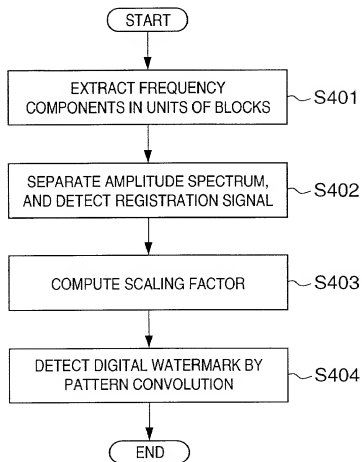 START
EXTRACT FREQUENCY
COMPONENTS IN UNITS OF BLOCKS
S401
SEPARATE AMPLITUDE SPECTRUM,
AND DETECT REGISTRATION SIGNAL
S402
COMPUTE SCALING FACTOR
S403
DETECT DIGITAL WATERMARK BY
PATTERN CONVOLUTION
S404
END